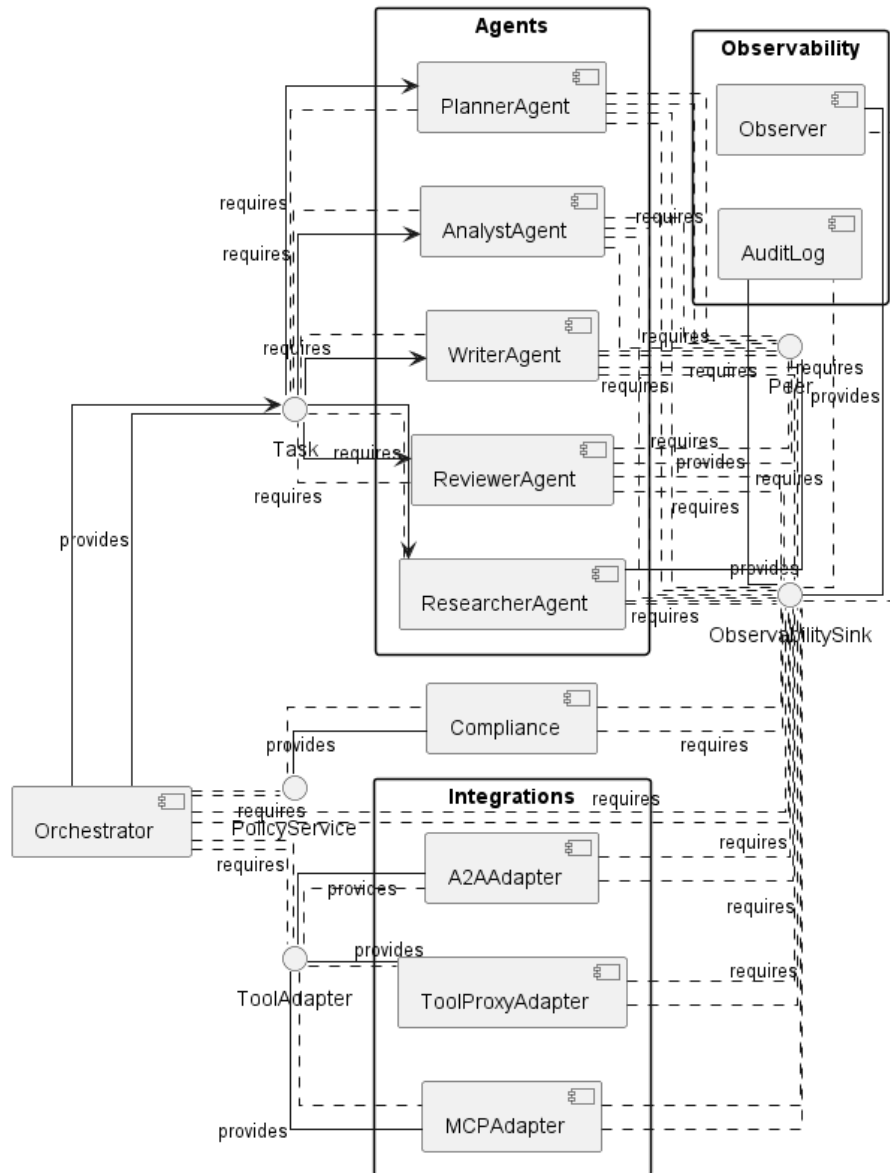 Agents
Observability
PlannerAgent
Observer
requires
AnalystAgent
requires
requires
AuditLog
WriterAgent
requires
requires
requires
requires
requires
Peer
provides
Task
requires
requires
provides
requires
ReviewerAgent
requires
requires
provides
provides
ResearcherAgent
requires
ObservabilitySink
Compliance
provides
requires
Integrations
requires
requires
Orchestrator
PolicyService
requires
requires
A2AAdapter
provides
requires
provides
requires
ToolAdapter
ToolProxyAdapter
provides
MCPAdapter